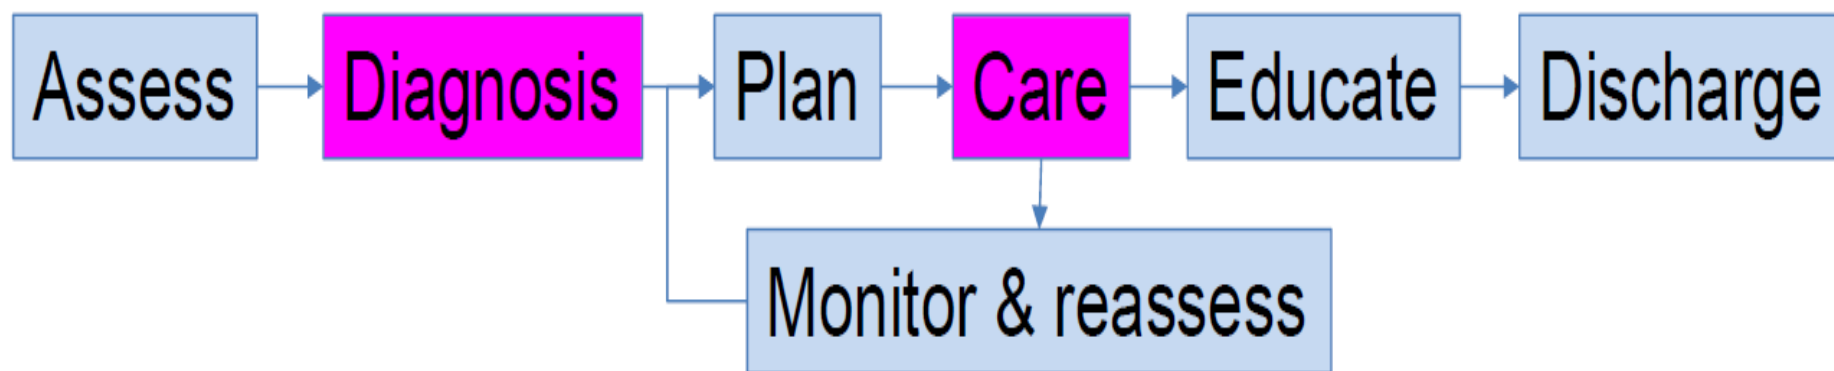 Assess
Diagnosis
Plan
Care
Educate
Discharge
Monitor & reassess